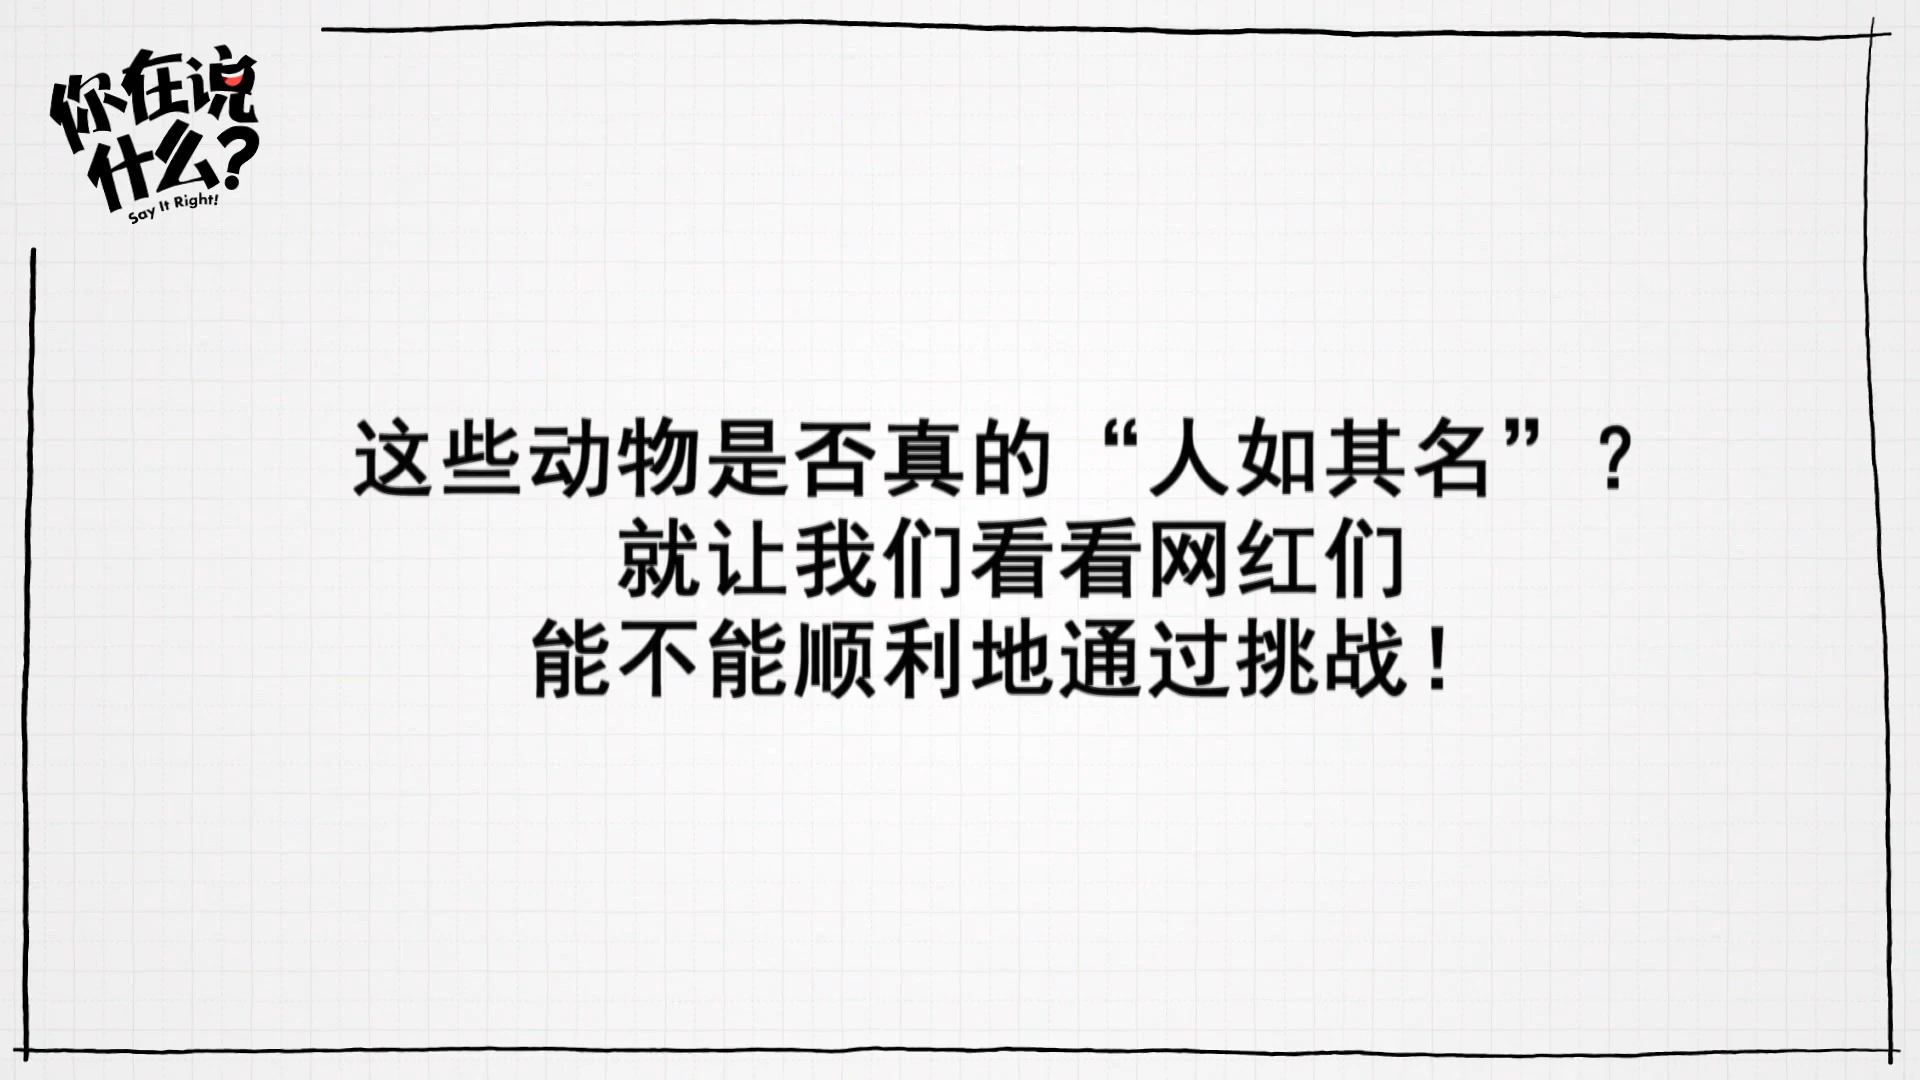 你在说
什么?
Say It Right!
这些动物是否真的“人如其名”?
就让我们看看网红们
能不能顺利地通过挑战!